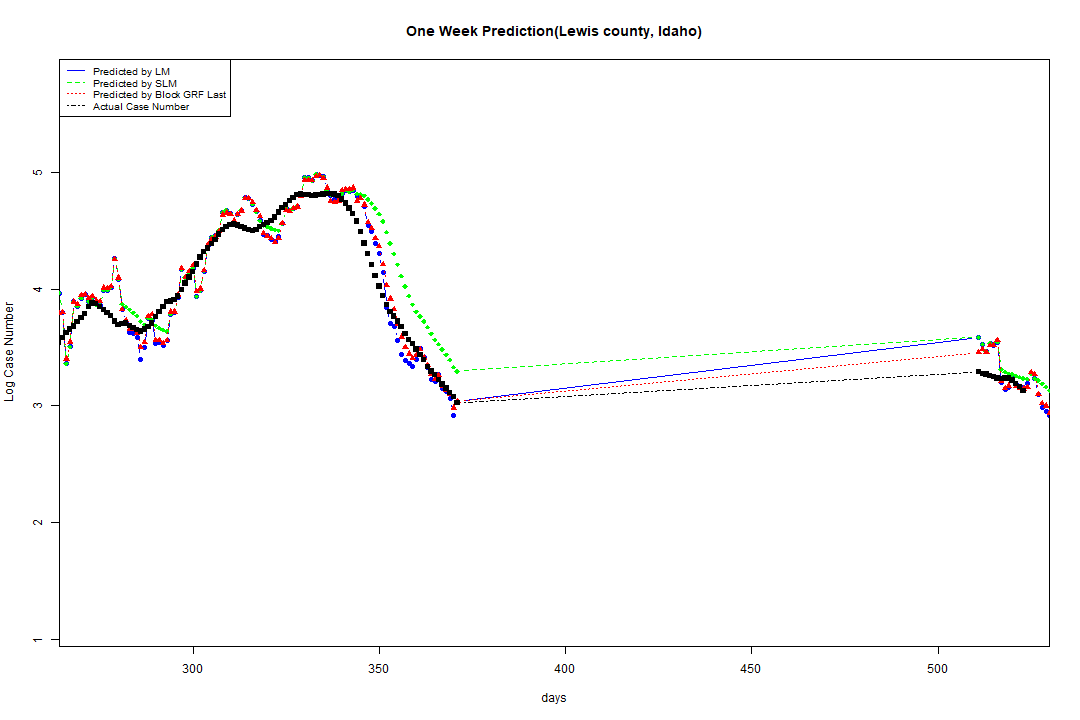 One Week Prediction(Lewis county, Idaho)
Predicted by LM
Predicted by SLM
Predicted by Block GRF Last
Actual Case Number
5
4
3
2
1
Log Case Number
300
350
400
450
500
days